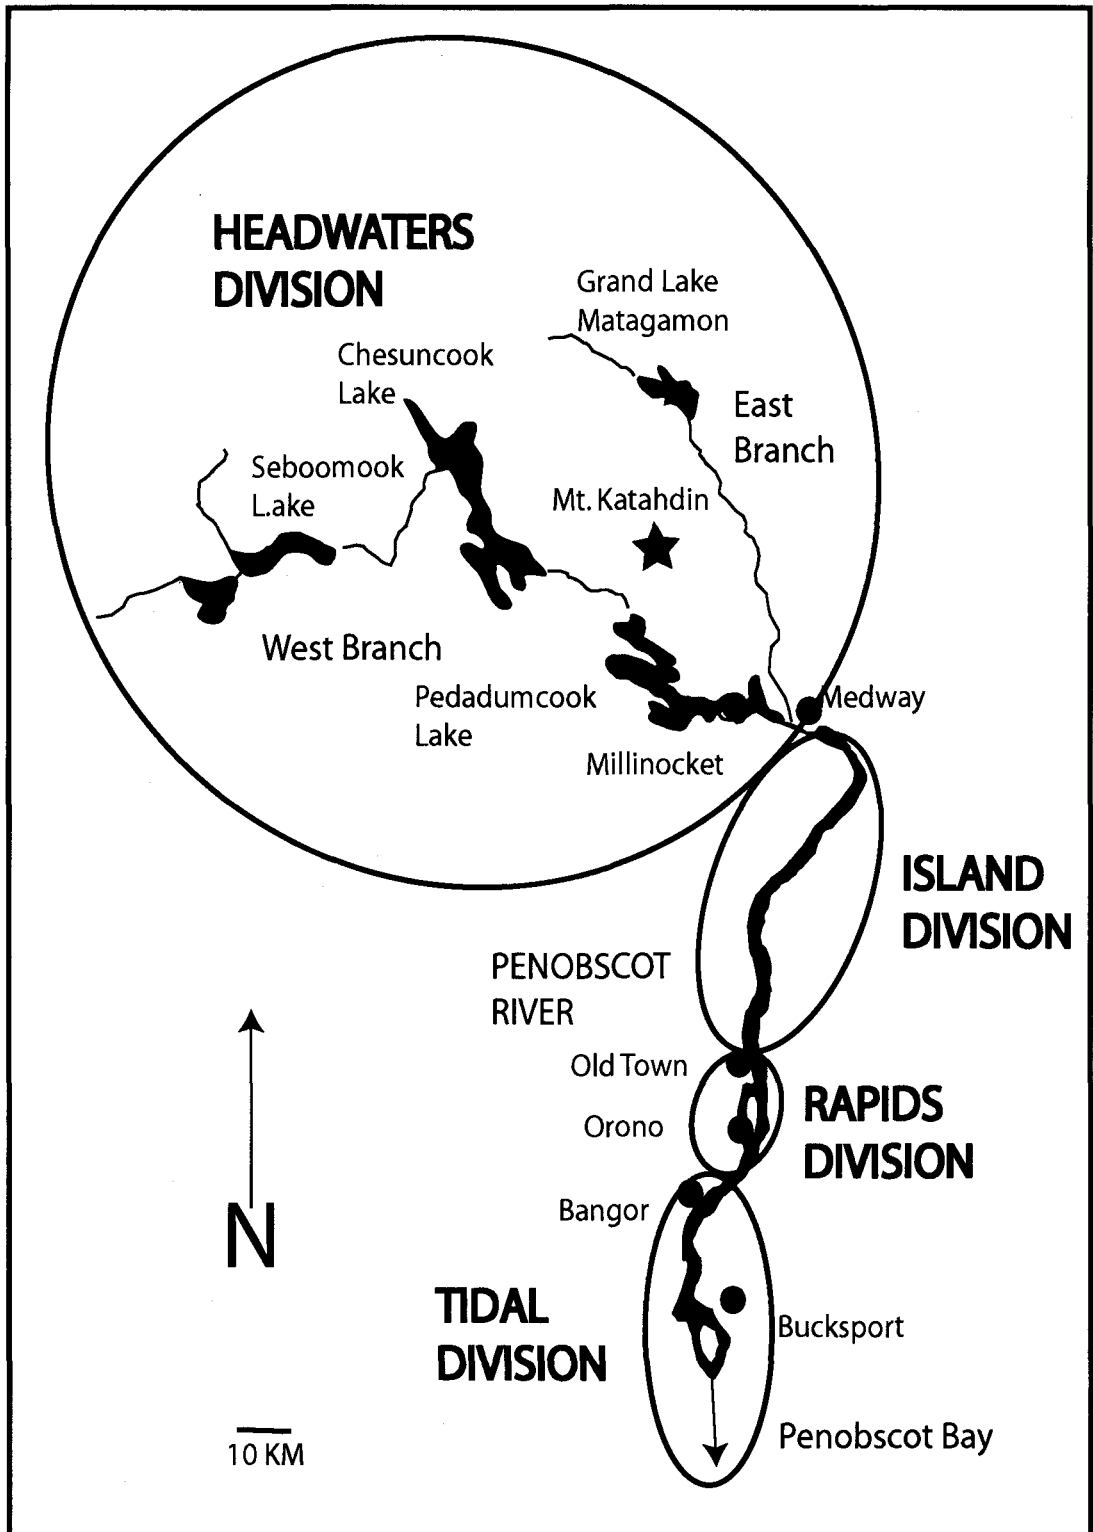 HEADWATERS
DIVISION
Grand Lake
Matagamon
Chesuncook
Lake
East
Branch
Seboomook
L.ake
Mt. Katahdin
West Branch
Pedadumcook
Lake
Medway
Millinocket
ISLAND
DIVISION
PENOBSCOT
RIVER
Old Town
RAPIDS
DIVISION
Orono
Bangor
N
TIDAL
DIVISION
Bucksport
Penobscot Bay
10 KM